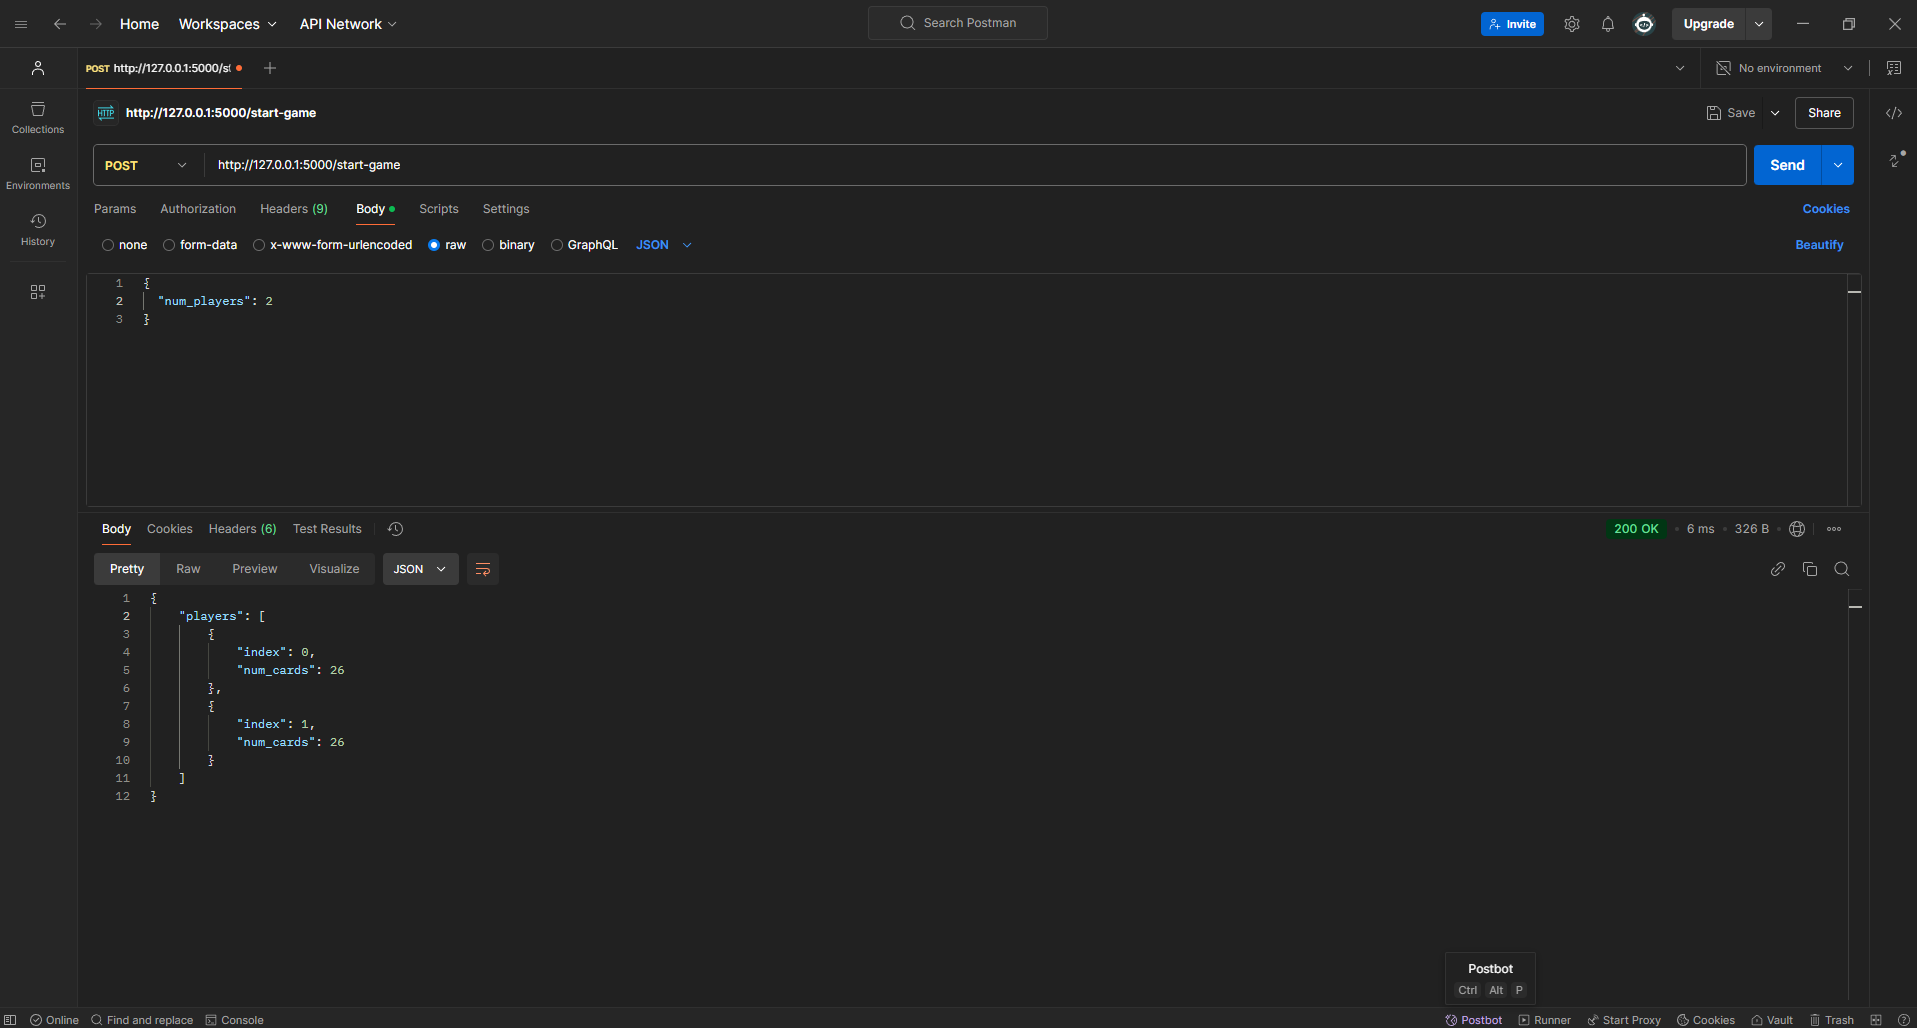 Home Workspaces API Network Search Postman Invite Upgrade
POST http://127.0.0.1:5000/st No environment
HTTP http://127.0.0.1:5000/start-game Save Share
Collections
POST http://127.0.0.1:5000/start-game Send
Environments
Params Authorization Headers (9) Body Scripts Settings Cookies
History
none form-data x-www-form-urlencoded raw binary GraphQL JSON Beautify
1 {
2 "num_players": 2
3 }
Body Cookies Headers (6) Test Results 200 OK • 6 ms • 326 B •
Pretty Raw Preview Visualize JSON
1 {
2 "players": [
3 {
4 "index": 0,
5 "num_cards": 26
6 },
7 {
8 "index": 1,
9 "num_cards": 26
10 }
11 ]
12 }
Postbot
Ctrl Alt P
Online Find and replace Console Postbot Runner Start Proxy Cookies Vault Trash